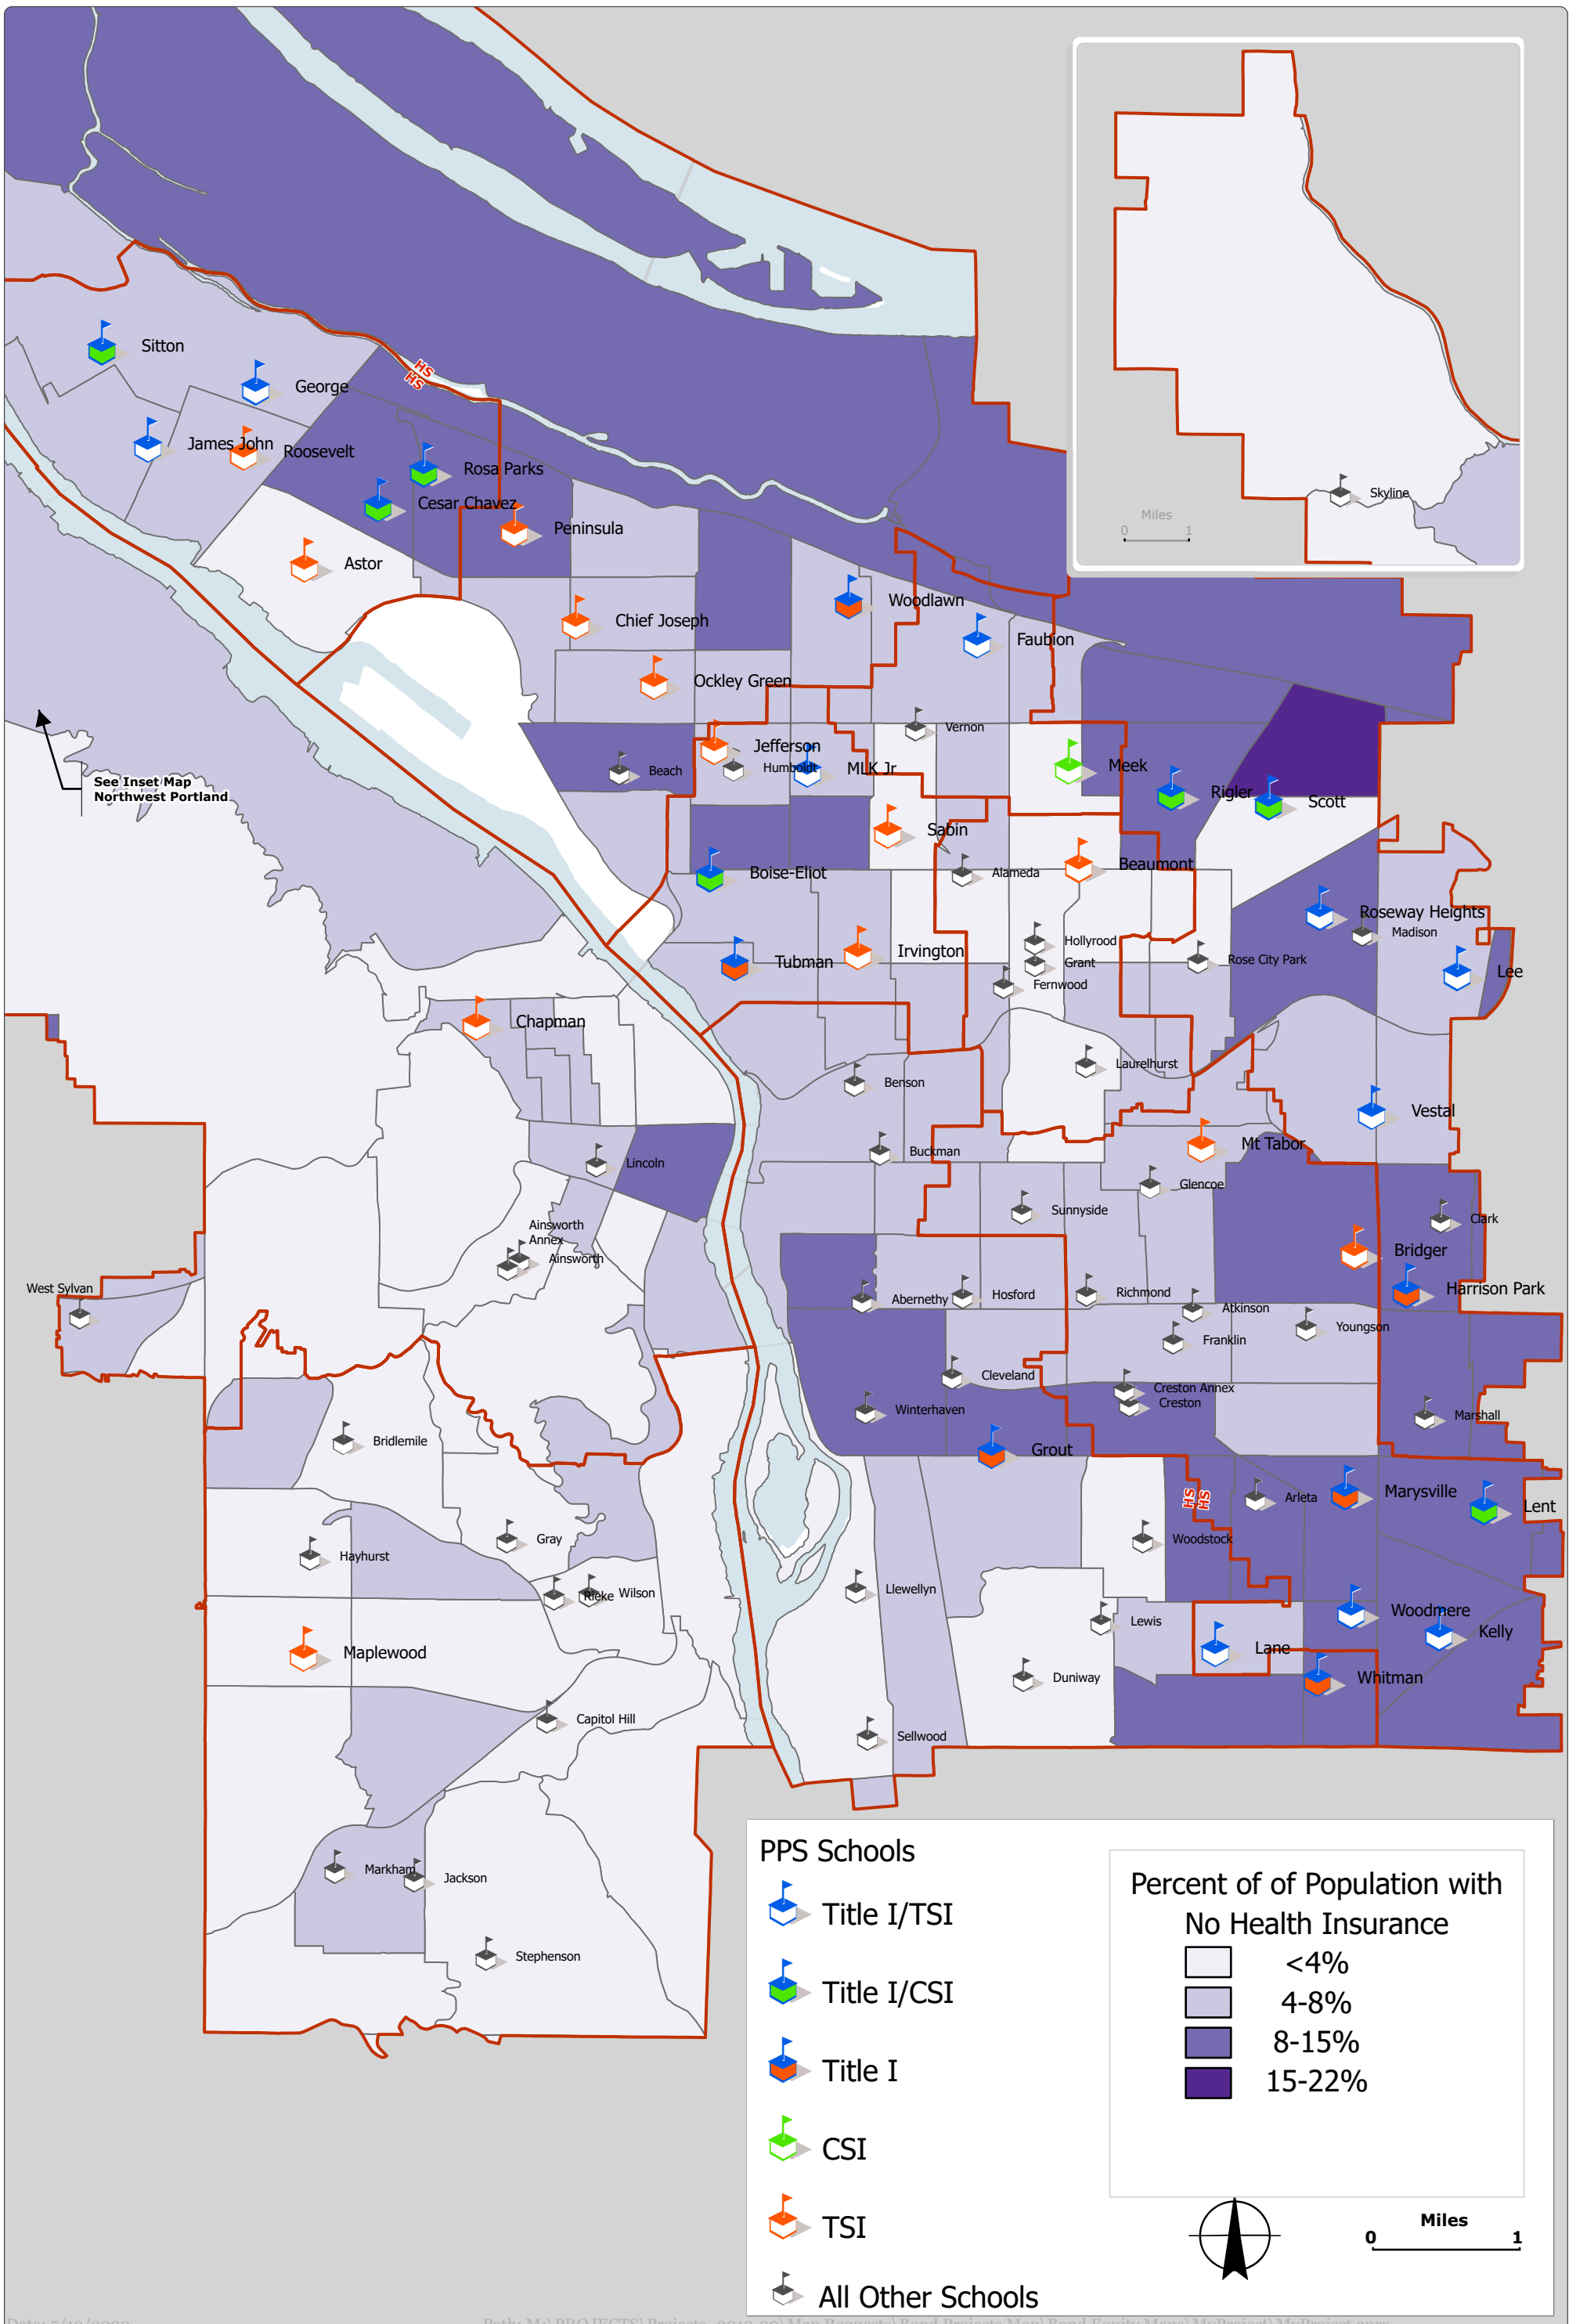 Skyline
Miles
0 1
Sitton
George
HS
HS
James John
Roosevelt
Rosa Parks
Cesar Chavez
Peninsula
Astor
Woodlawn
Chief Joseph
Faubion
Ockley Green
Vernon
Jefferson
Humboldt
MLK Jr
Beach
Meek
Rigler
Scott
See Inset Map
Northwest Portland
Sabin
Beaumont
Alameda
Boise-Eliot
Roseway Heights
Madison
Hollyrood
Irvington
Tubman
Grant
Rose City Park
Lee
Fernwood
Chapman
Laurelhurst
Benson
Vestal
Mt Tabor
Buckman
Lincoln
Glencoe
Sunnyside
Clark
Ainsworth
Annex
Ainsworth
Bridger
West Sylvan
Harrison Park
Abernethy
Hosford
Richmond
Atkinson
Youngson
Franklin
Cleveland
Creston Annex
Creston
Winterhaven
Marshall
Bridlemile
Grout
HS
HS
Arleta
Marysville
Lent
Gray
Woodstock
Hayhurst
Rieke
Wilson
Llewellyn
Woodmere
Lewis
Kelly
Maplewood
Lane
Duniway
Whitman
Capitol Hill
Sellwood
Markham
Jackson
Stephenson
PPS Schools
Title I/TSI
Title I/CSI
Title I
CSI
TSI
All Other Schools
Percent of of Population with
No Health Insurance
<4%
4-8%
8-15%
15-22%
Miles
0 1